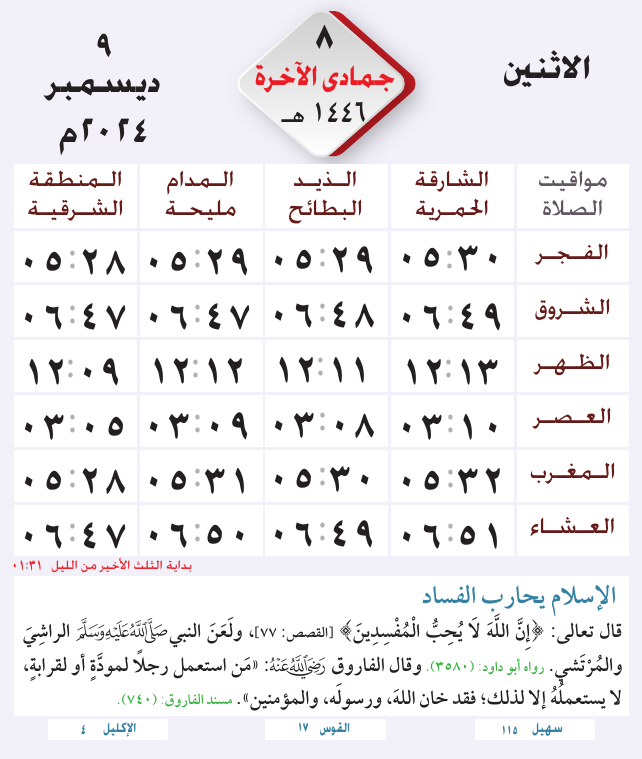 الاثنين
٨
جمادى الآخرة
١٤٤٦ هـ
٩
ديسمبر
٢٠٢٤م
مواقيت الصلاة | الشارقة الحمرية | الذيد البطائح | المدام مليحة | المنطقة الشرقية
الفجر ٠٥:٣٠ ٠٥:٢٩ ٠٥:٢٩ ٠٥:٢٨
الشروق ٠٦:٤٩ ٠٦:٤٨ ٠٦:٤٧ ٠٦:٤٧
الظهر ١٢:١٣ ١٢:١١ ١٢:١٢ ١٢:٠٩
العصر ٠٣:١٠ ٠٣:٠٨ ٠٣:٠٩ ٠٣:٠٥
المغرب ٠٥:٣٢ ٠٥:٣٠ ٠٥:٣١ ٠٥:٢٨
العشاء ٠٦:٥١ ٠٦:٤٩ ٠٦:٥٠ ٠٦:٤٧
بداية الثلث الأخير من الليل ٠١:٣١
الإسلام يحارب الفساد
قال تعالى: ﴿إِنَّ اللَّهَ لَا يُحِبُّ الْمُفْسِدِينَ﴾ [القصص: ٧٧]، ولَعَنَ النبي صَلَّى اللَّهُ عَلَيْهِ وَسَلَّمَ الراشِيَ
والمُرْتَشي. رواه أبو داود: (٣٥٨٠). وقال الفاروق رَضِيَ اللَّهُ عَنْهُ: «مَن استعمل رجلًا لمودَّةٍ أو لقرابةٍ،
لا يستعملُهُ إلا لذلك؛ فقد خان اللهَ، ورسولَه، والمؤمنين». مسند الفاروق: (٧٤٠).
سهيل ١١٥
القوس ١٧
الإكليل ٤